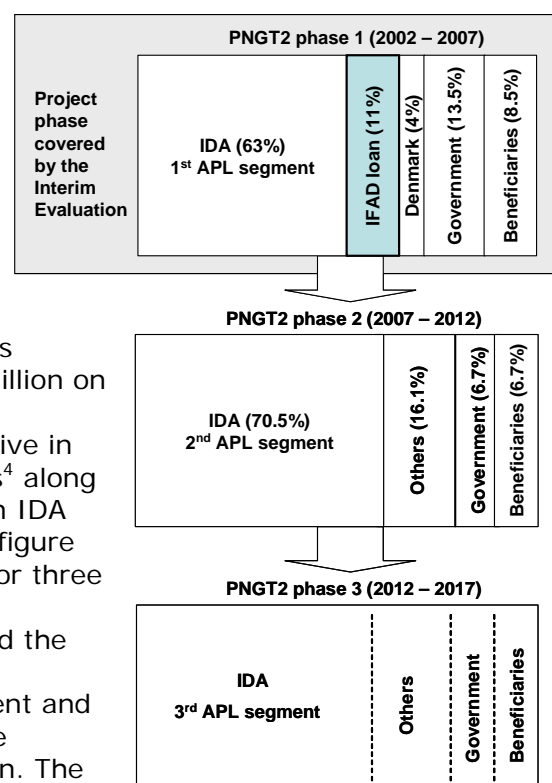 PNGT2 phase 1 (2002 – 2007)
Project
phase
covered
by the
Interim
Evaluation
IDA (63%)
1st APL segment
IFAD loan (11%)
Denmark (4%)
Government (13.5%)
Beneficiaries (8.5%)
s
illion on
ive in
s4 along
n IDA
figure
or three
d the
ent and
e
n. The
PNGT2 phase 2 (2007 – 2012)
IDA (70.5%)
2nd APL segment
Others (16.1%)
Government (6.7%)
Beneficiaries (6.7%)
PNGT2 phase 3 (2012 – 2017)
IDA
3rd APL segment
Others
Government
Beneficiaries